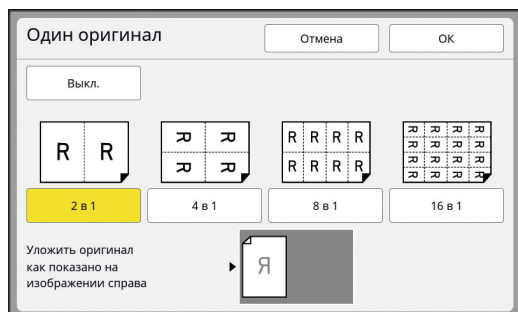 Один оригинал
Отмена
ОК
Выкл.
R R
R R
R R
R R R R
R R R R
R R R R
R R R R
R R R R
R R R R
2 в 1
4 в 1
8 в 1
16 в 1
Уложить оригинал
как показано на
изображении справа
R